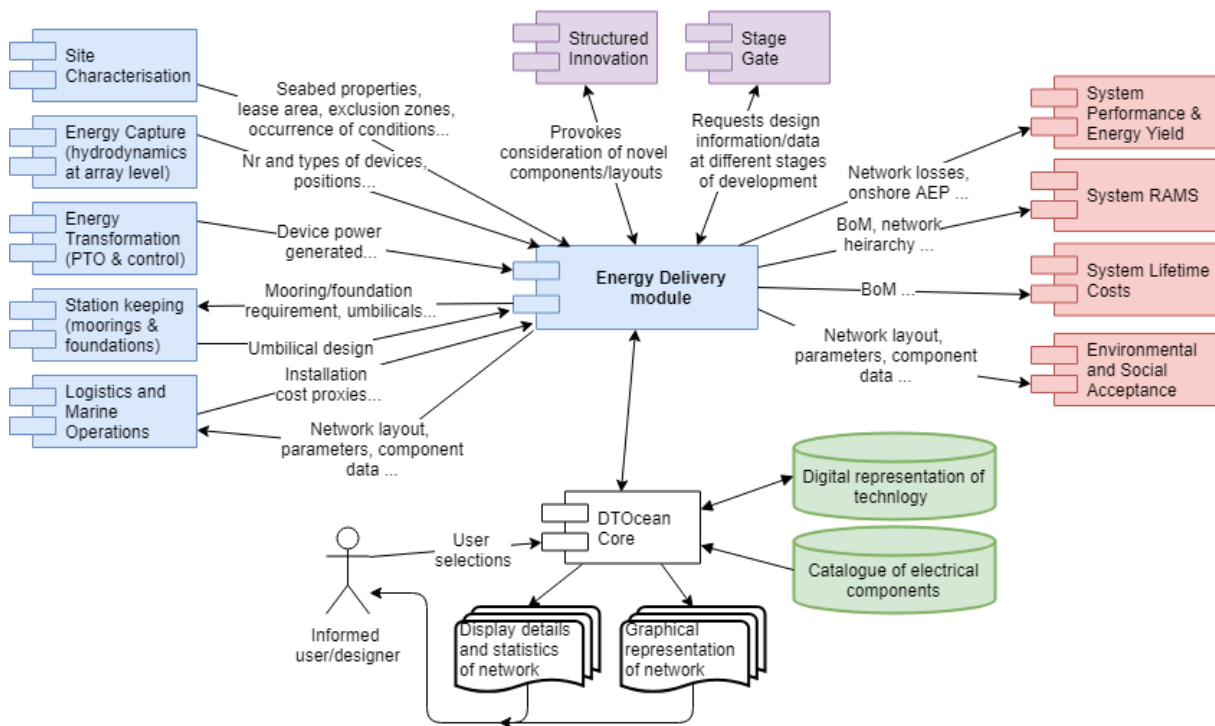 Site
Characterisation
Energy Capture
(hydrodynamics
at array level)
Energy
Transformation
(PTO & control)
Station keeping
(moorings &
foundations)
Logistics and
Marine
Operations
Seabed properties,
lease area, exclusion zones,
occurrence of conditions...
Nr and types of devices,
positions...
Device power
generated...
Mooring/foundation
requirement, umbilicals...
Umbilical design
Installation
cost proxies...
Network layout,
parameters, component
data ...
Structured
Innovation
Stage
Gate
Provokes
consideration of novel
components/layouts
Requests design
information/data
at different stages
of development
Energy Delivery
module
Network losses,
onshore AEP ...
BoM, network
heirarchy ...
BoM ...
Network layout,
parameters, component
data ...
System
Performance &
Energy Yield
System RAMS
System Lifetime
Costs
Environmental
and Social
Acceptance
DTOcean
Core
Digital representation of
technlogy
Catalogue of electrical
components
User
selections
Informed
user/designer
Display details
and statistics
of network
Graphical
representation
of network